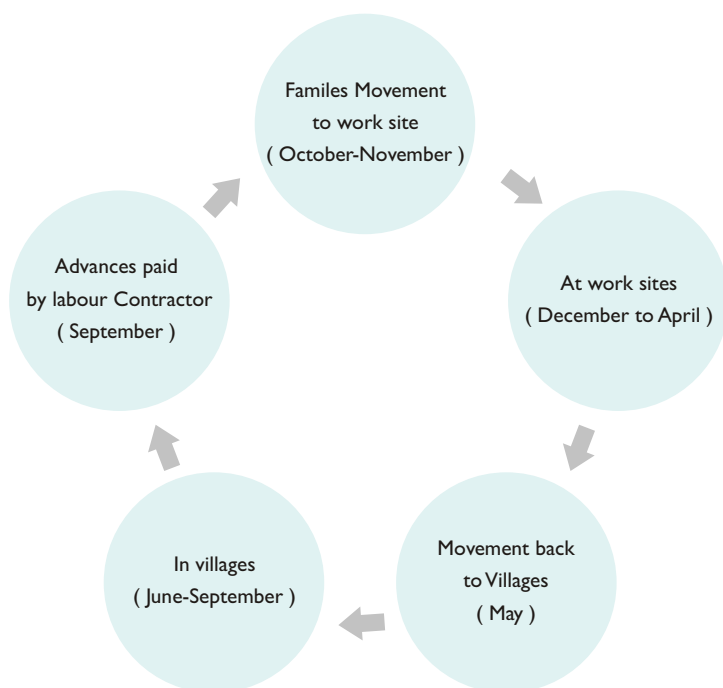 Familes Movement
to work site
( October-November )
At work sites
( December to April )
Movement back
to Villages
( May )
In villages
( June-September )
Advances paid
by labour Contractor
( September )